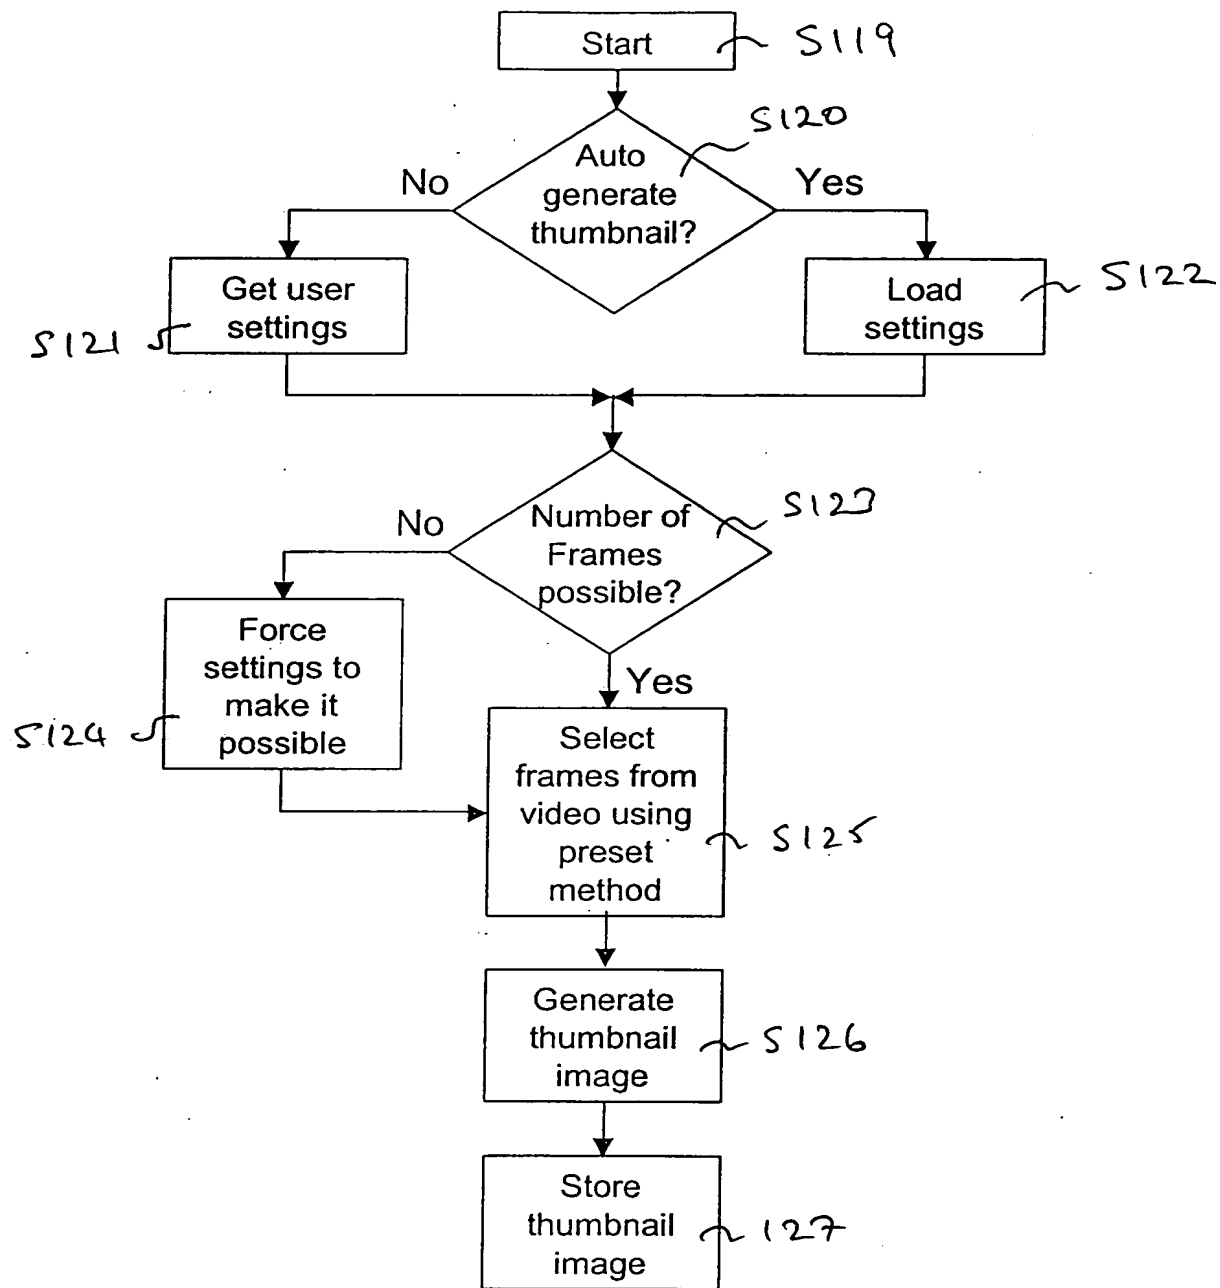 Start
S119
S120
Auto
generate
thumbnail?
No
Yes
Get user
settings
S121
Load
settings
S122
Number of
Frames
possible?
S123
No
Yes
Force
settings to
make it
possible
S124
Select
frames from
video using
preset
method
S125
Generate
thumbnail
image
S126
Store
thumbnail
image
127